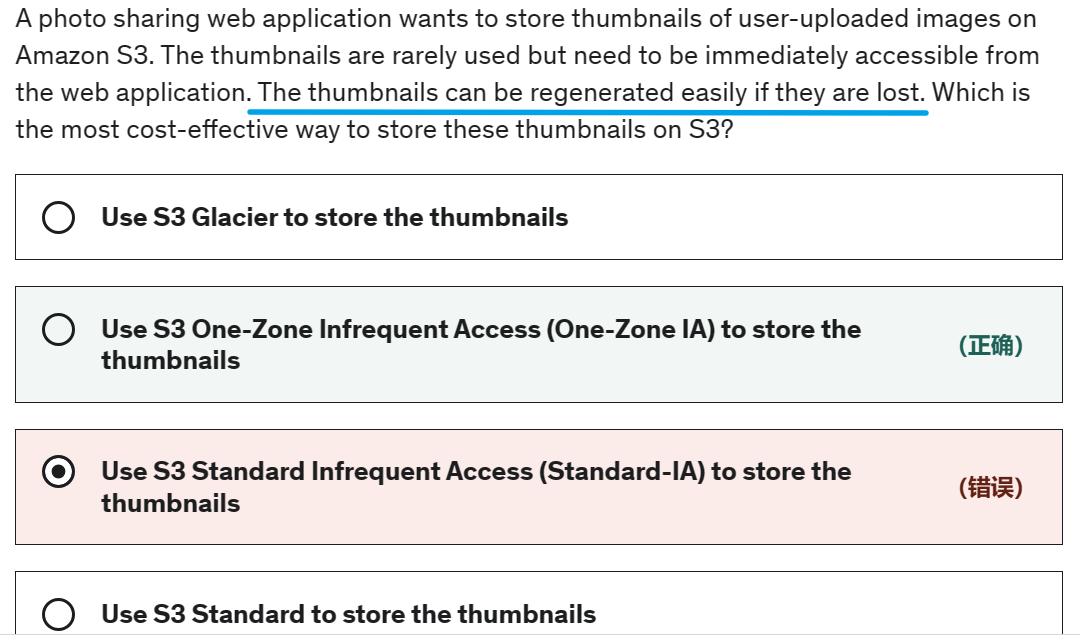 A photo sharing web application wants to store thumbnails of user-uploaded images on
Amazon S3. The thumbnails are rarely used but need to be immediately accessible from
the web application. The thumbnails can be regenerated easily if they are lost. Which is
the most cost-effective way to store these thumbnails on S3?
Use S3 Glacier to store the thumbnails
Use S3 One-Zone Infrequent Access (One-Zone IA) to store the
thumbnails
(正确)
Use S3 Standard Infrequent Access (Standard-IA) to store the
thumbnails
(错误)
Use S3 Standard to store the thumbnails